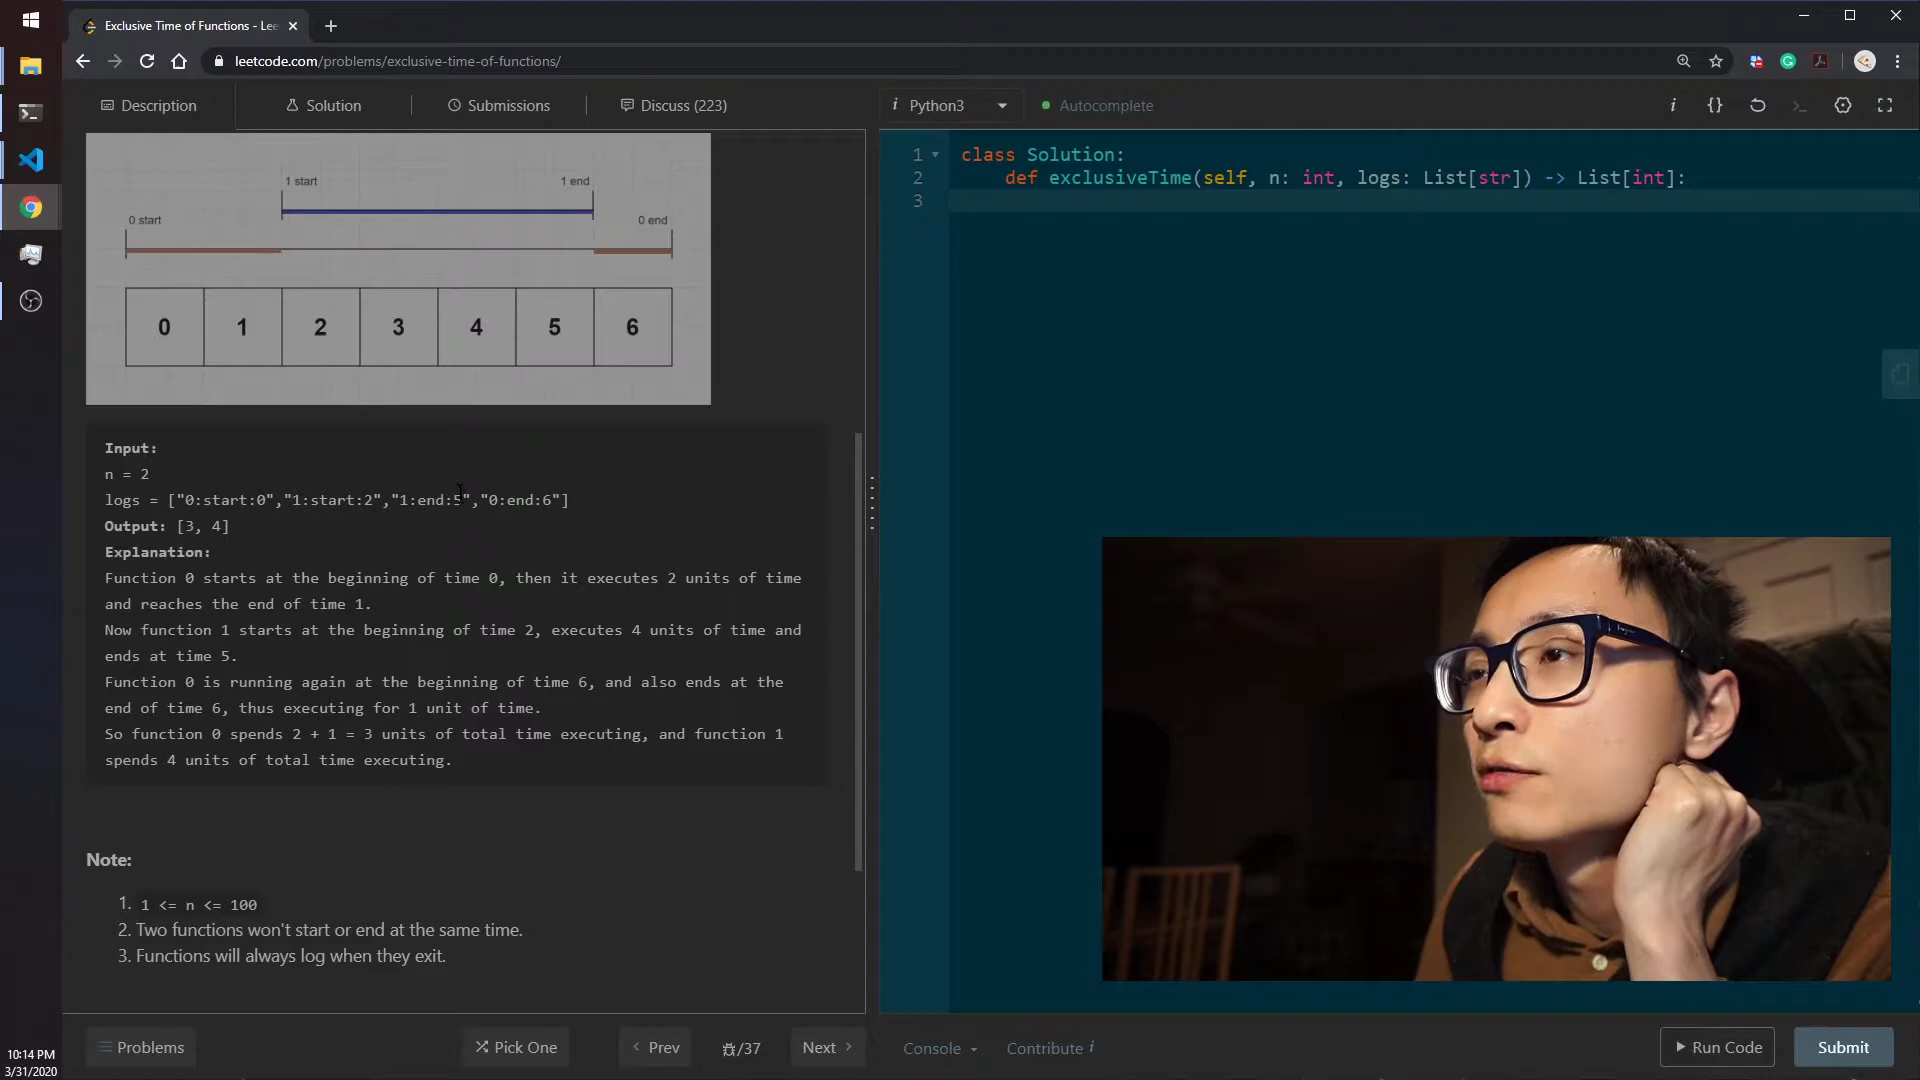 Exclusive Time of Functions - Lee
leetcode.com/problems/exclusive-time-of-functions/
Description
Solution
Submissions
Discuss (223)
i Python3
Autocomplete
i {}
1 start
1 end
0 start
0 end
0 1 2 3 4 5 6
Input:
n = 2
logs = ["0:start:0","1:start:2","1:end:5","0:end:6"]
Output: [3, 4]
Explanation:
Function 0 starts at the beginning of time 0, then it executes 2 units of time
and reaches the end of time 1.
Now function 1 starts at the beginning of time 2, executes 4 units of time and
ends at time 5.
Function 0 is running again at the beginning of time 6, and also ends at the
end of time 6, thus executing for 1 unit of time.
So function 0 spends 2 + 1 = 3 units of total time executing, and function 1
spends 4 units of total time executing.
Note:
1. 1 <= n <= 100
2. Two functions won't start or end at the same time.
3. Functions will always log when they exit.
1 class Solution:
2 def exclusiveTime(self, n: int, logs: List[str]) -> List[int]:
3
Problems
Pick One
Prev
/37
Next
Console
Contribute i
Run Code
Submit
10:14 PM
3/31/2020